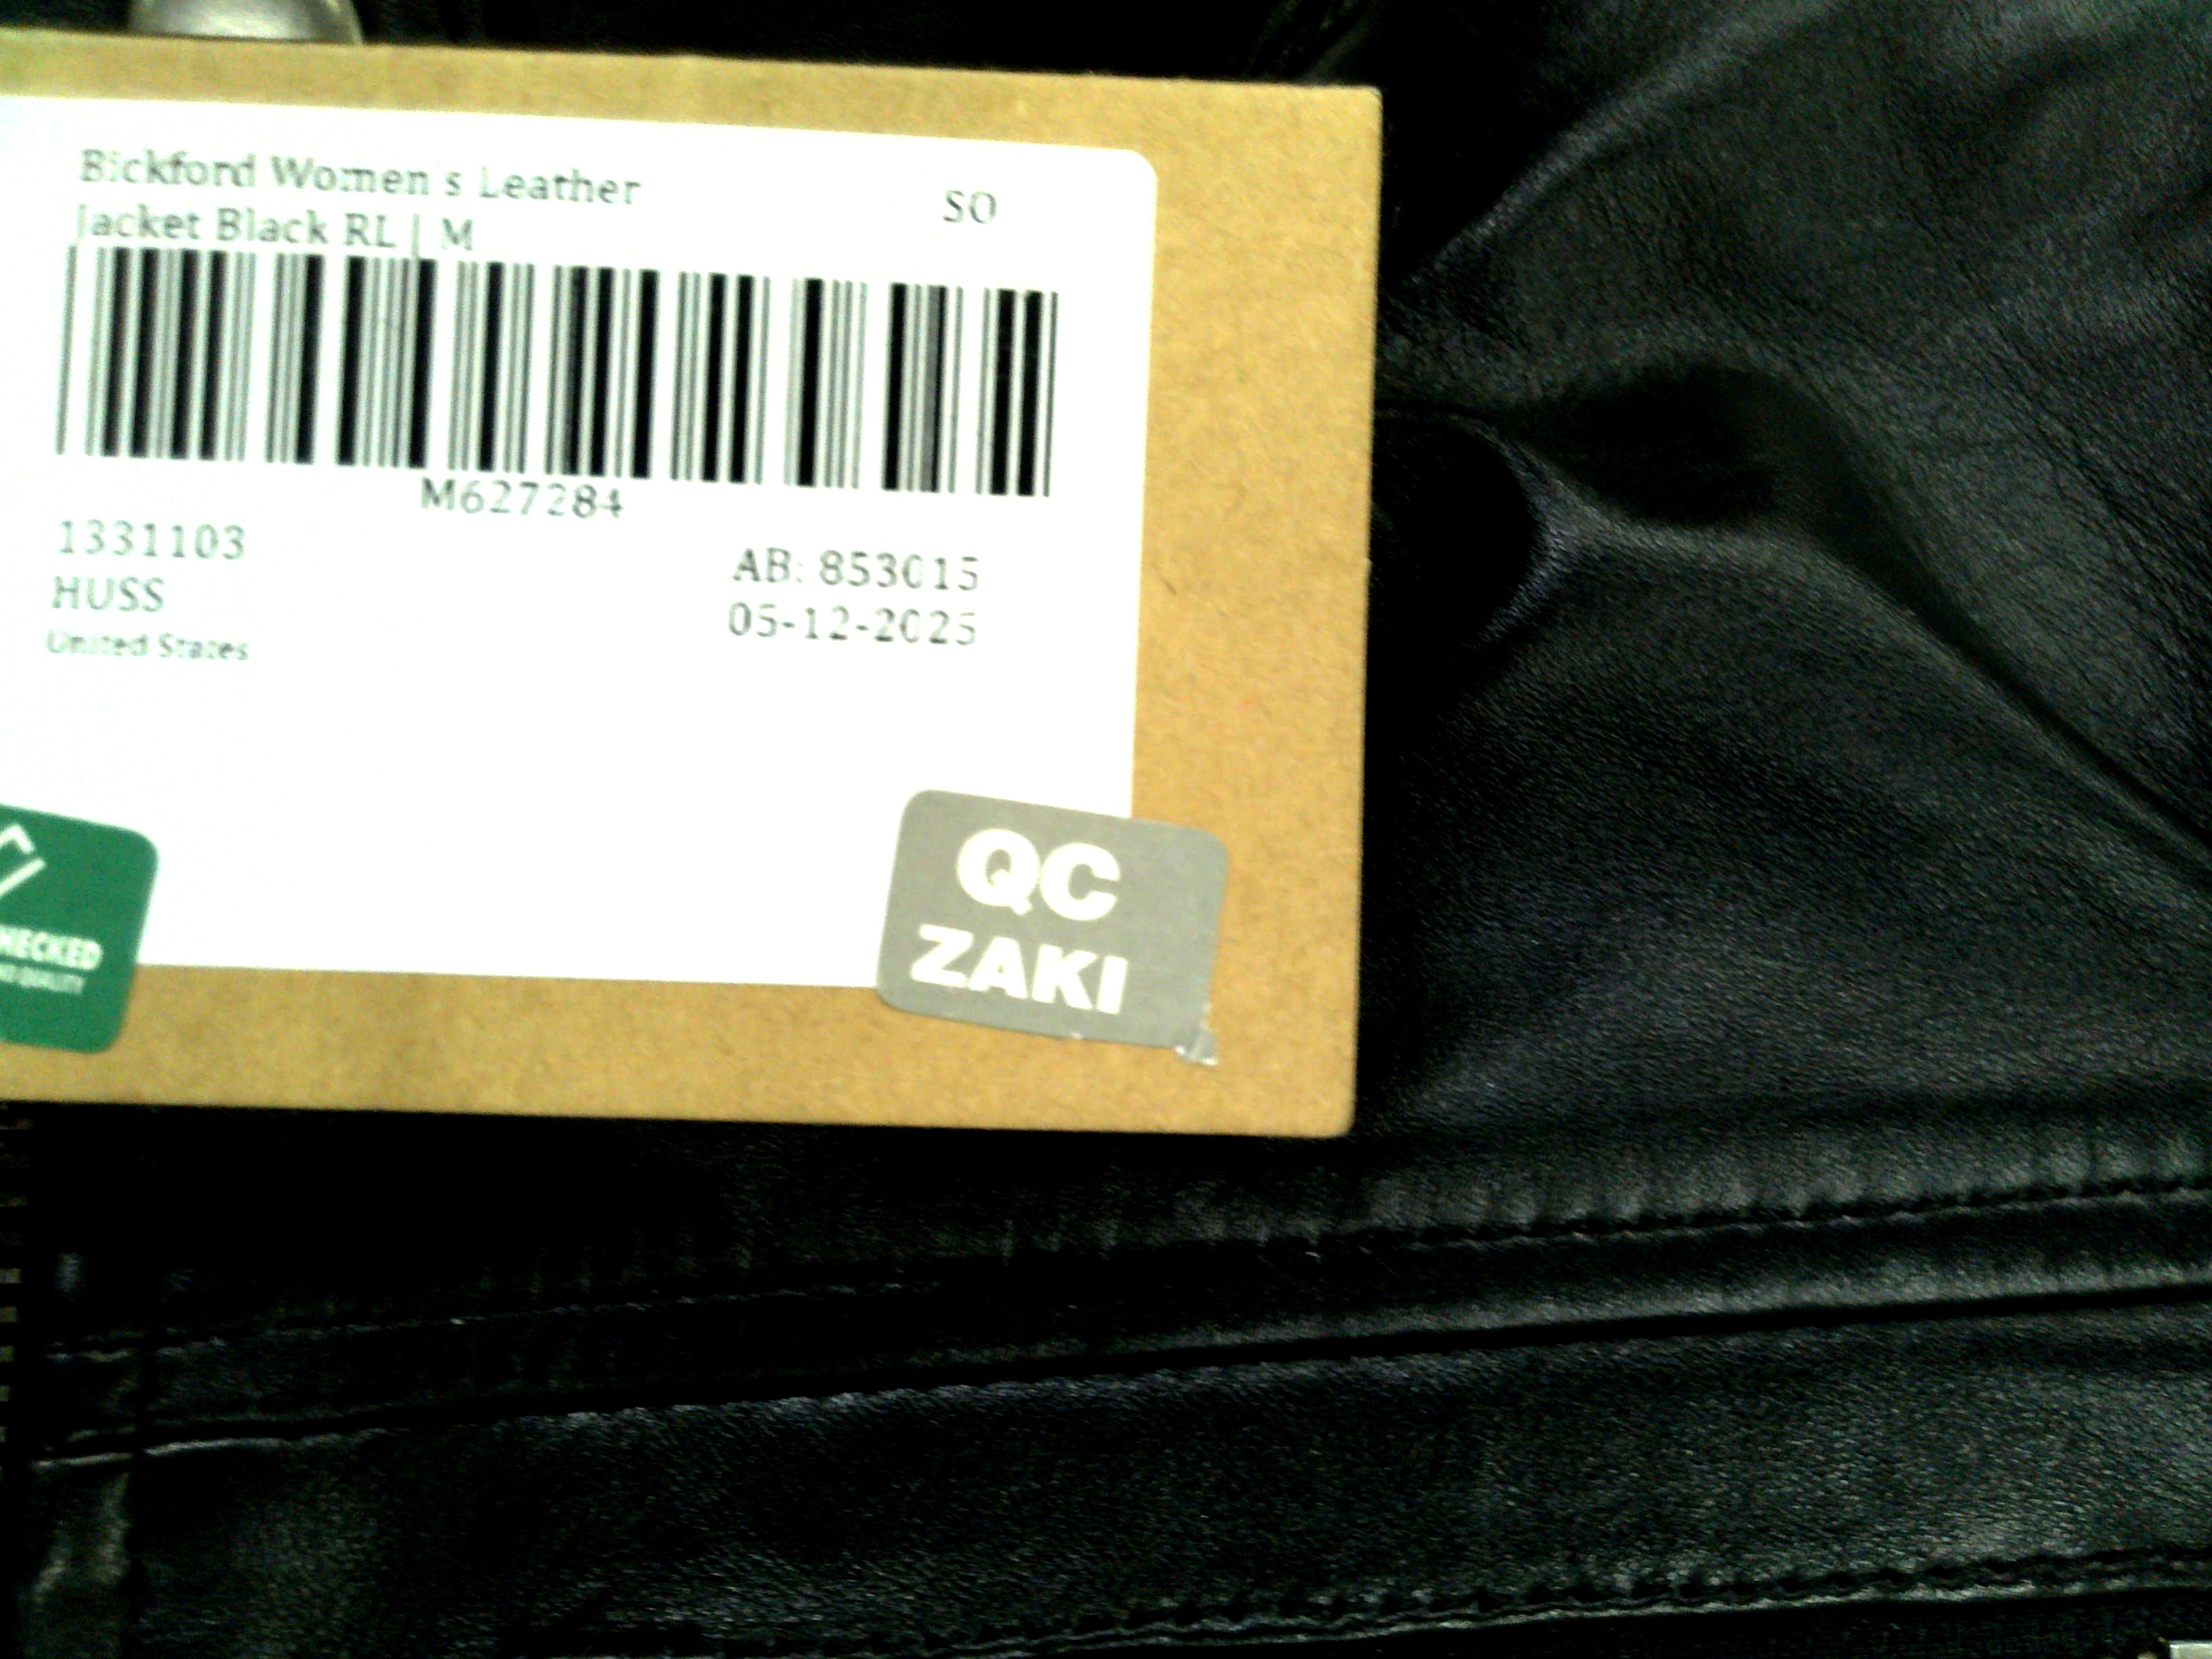 Bickford Women's Leather
Jacket Black RL | M
SO
M627284
1331103
HUSS
United States
AB: 853015
05-12-2025
HECKED
QUALITY
QC
ZAKI